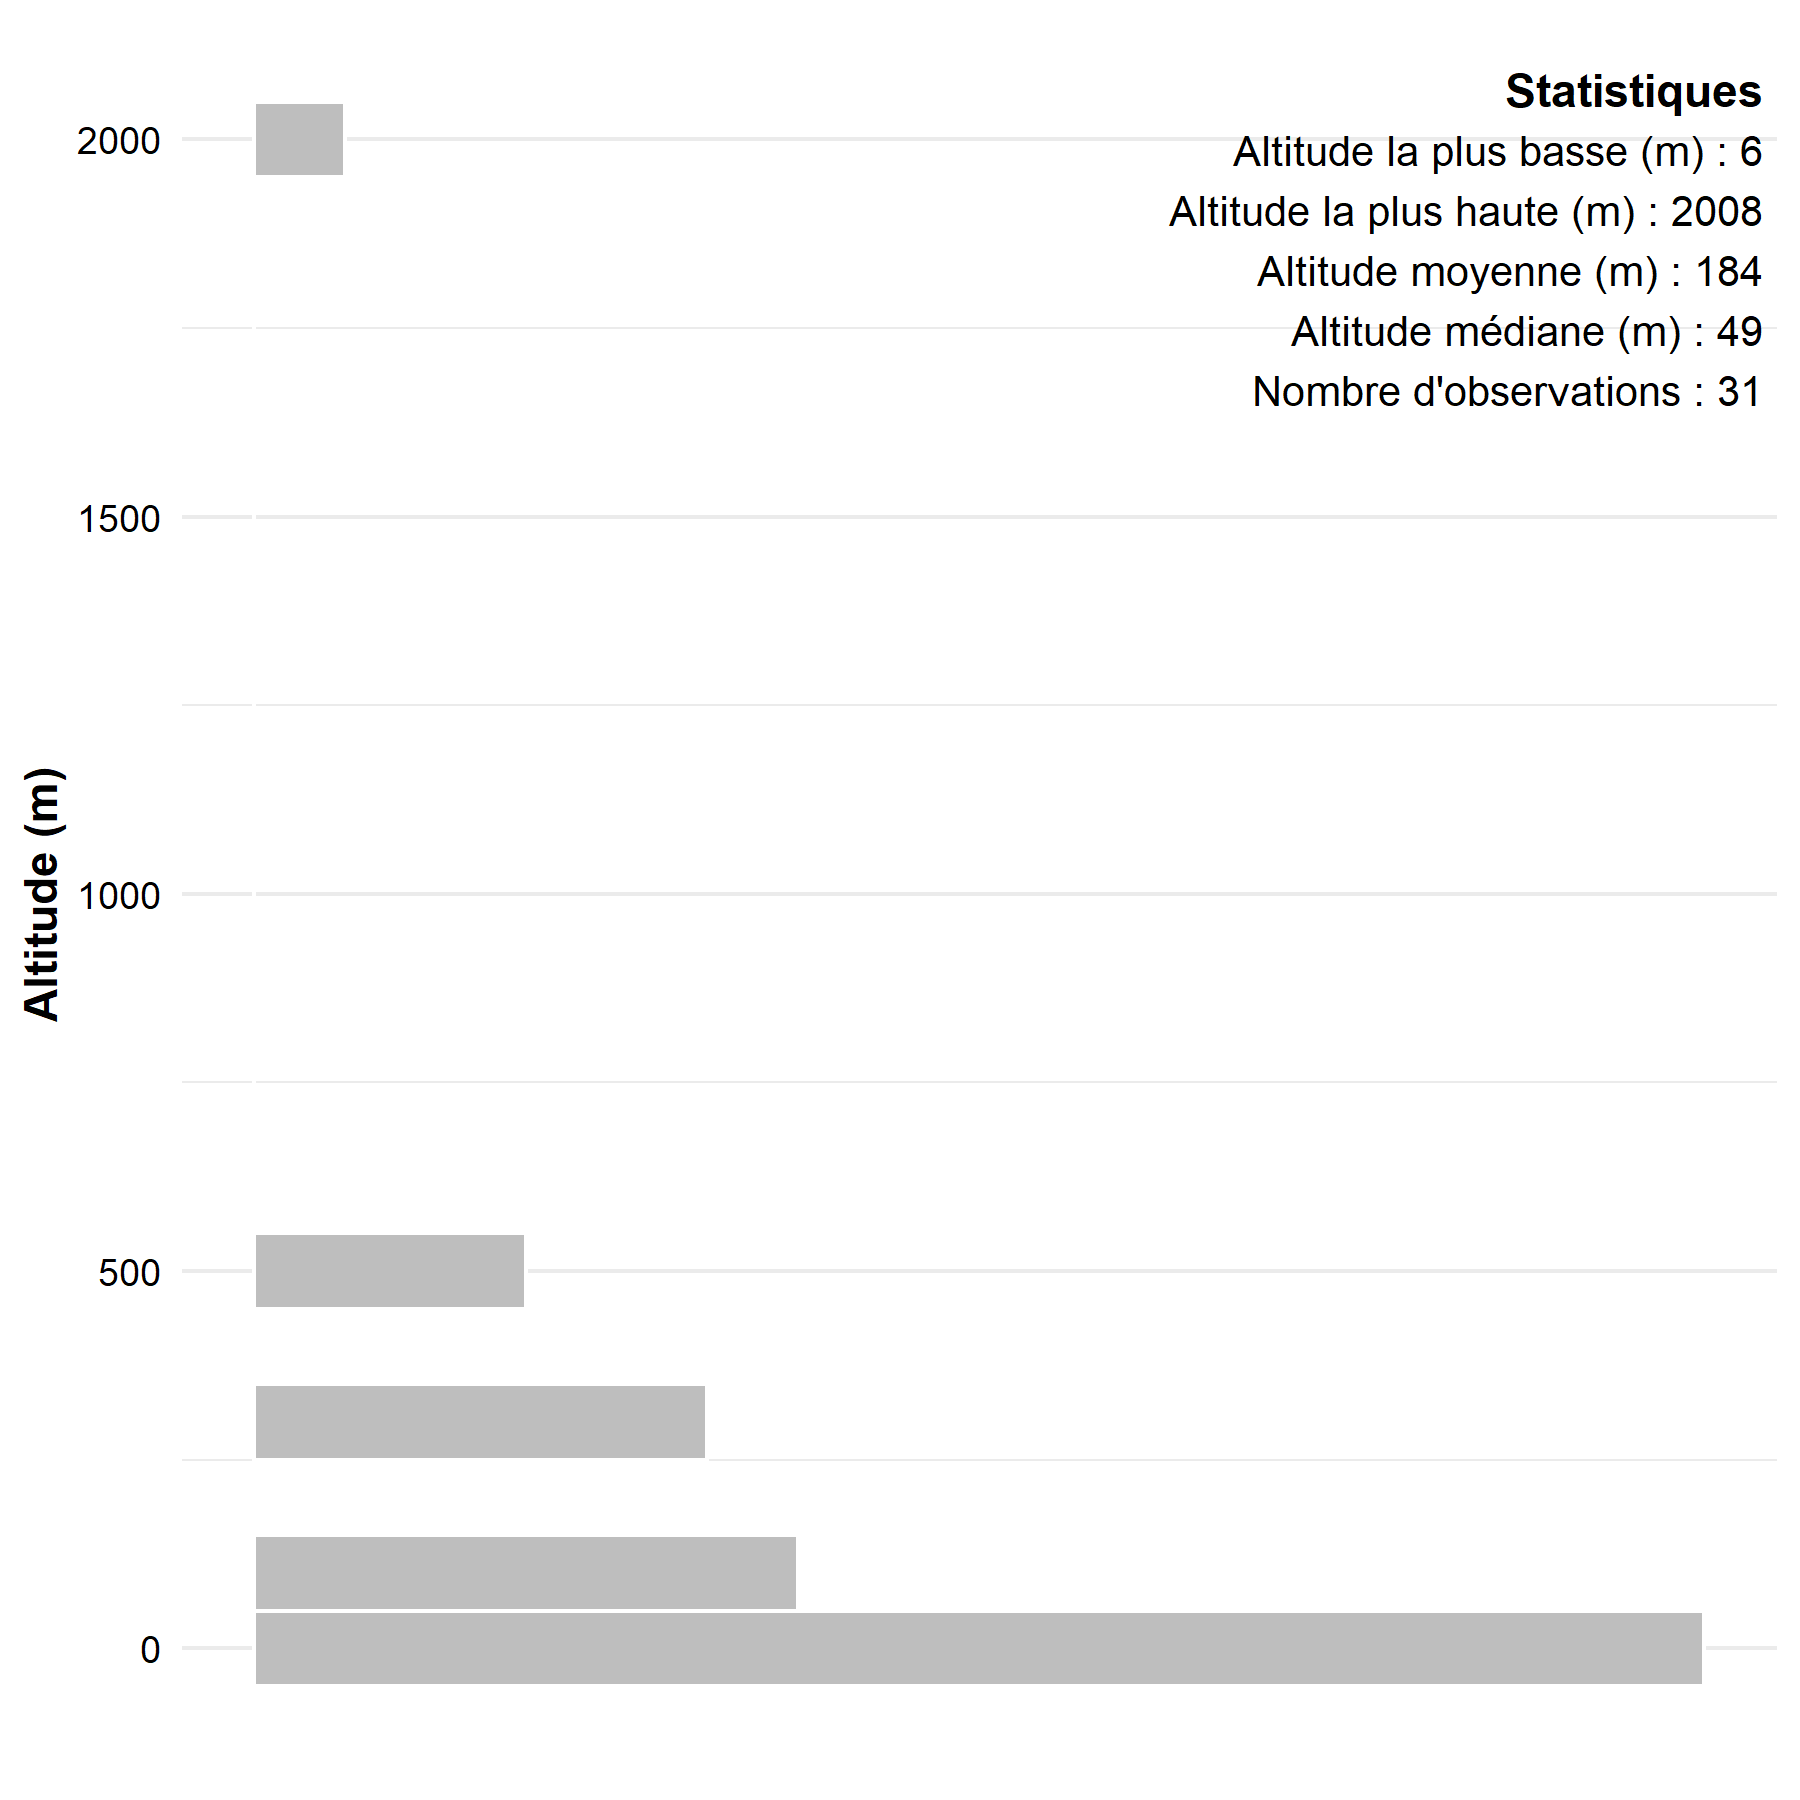 Statistiques
Altitude la plus basse (m) : 6
Altitude la plus haute (m) : 2008
Altitude moyenne (m) : 184
Altitude médiane (m) : 49
Nombre d'observations : 31
Altitude (m)
2000
1500
1000
500
0